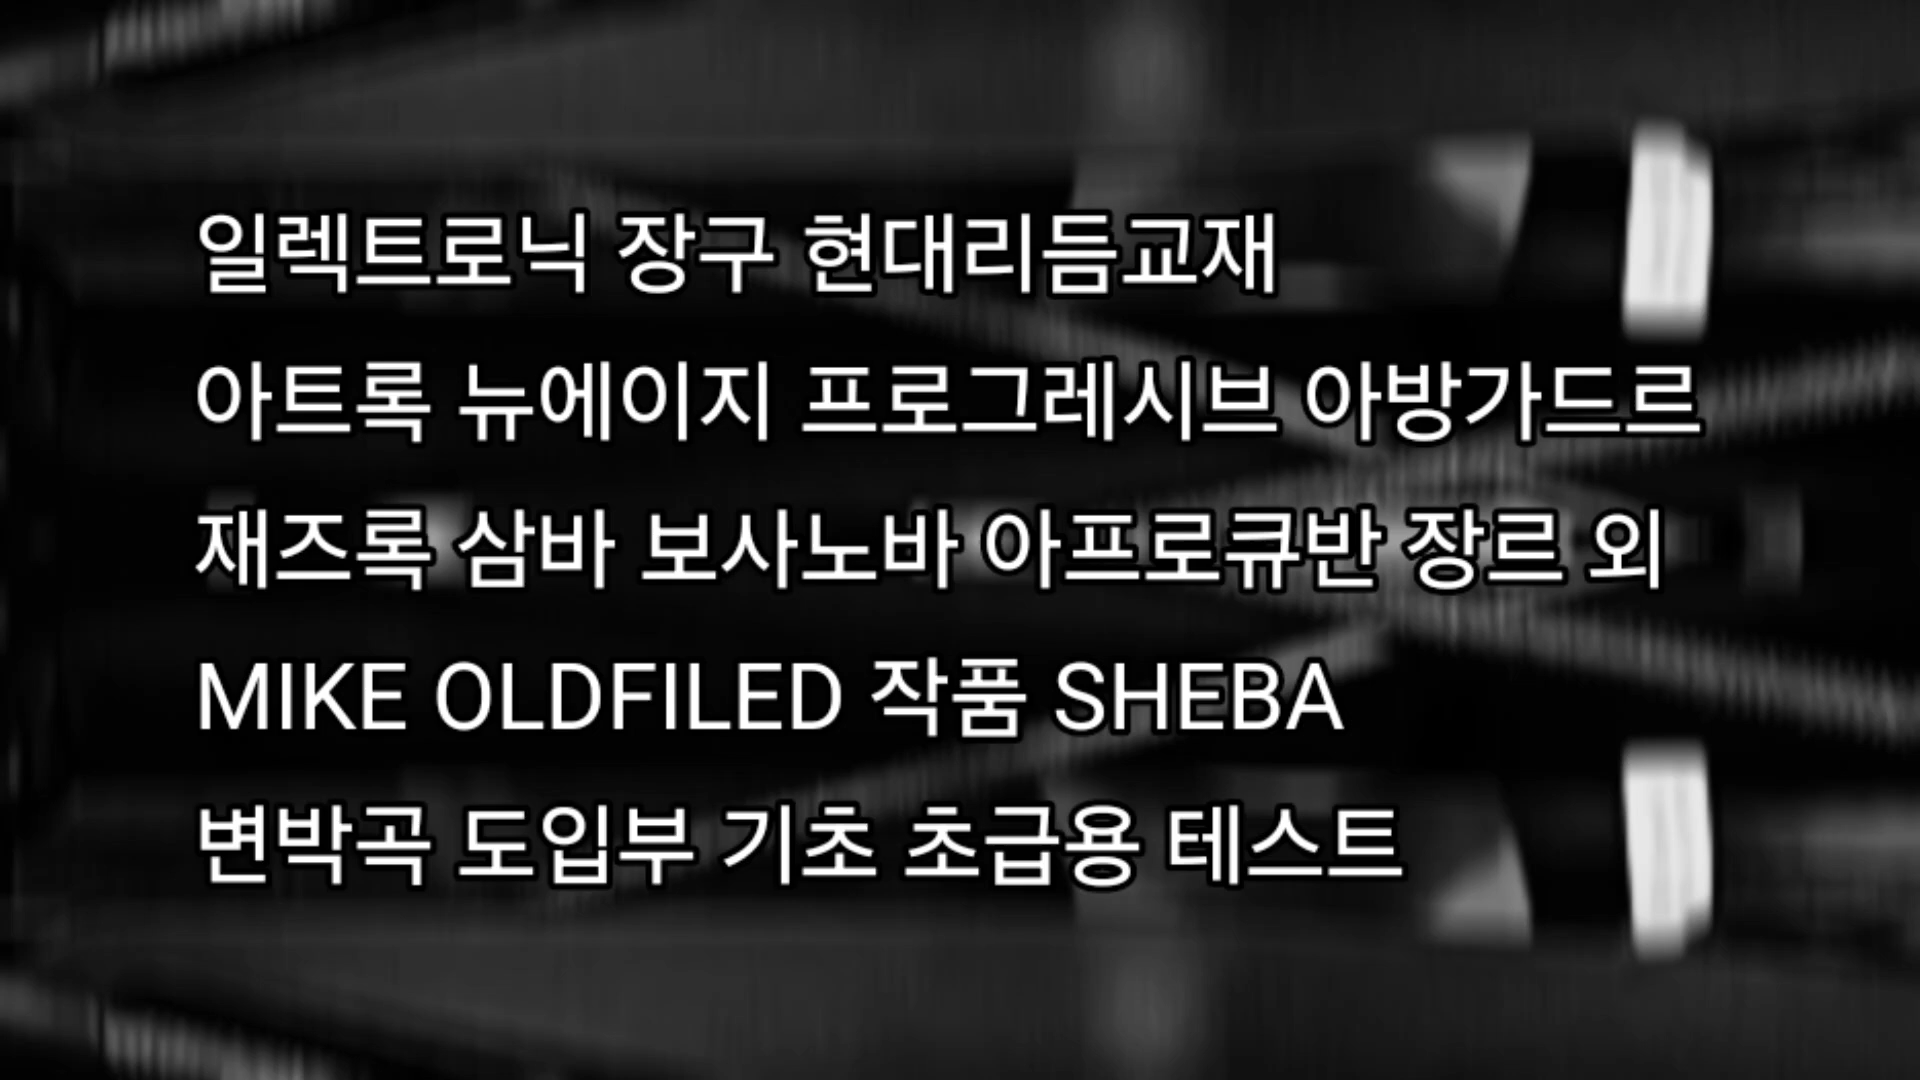 일렉트로닉 장구 현대리듬교재
아트록 뉴에이지 프로그레시브 아방가드르
재즈록 삼바 보사노바 아프로큐반 장르 외
MIKE OLDFILED 작품 SHEBA
변박곡 도입부 기초 초급용 테스트